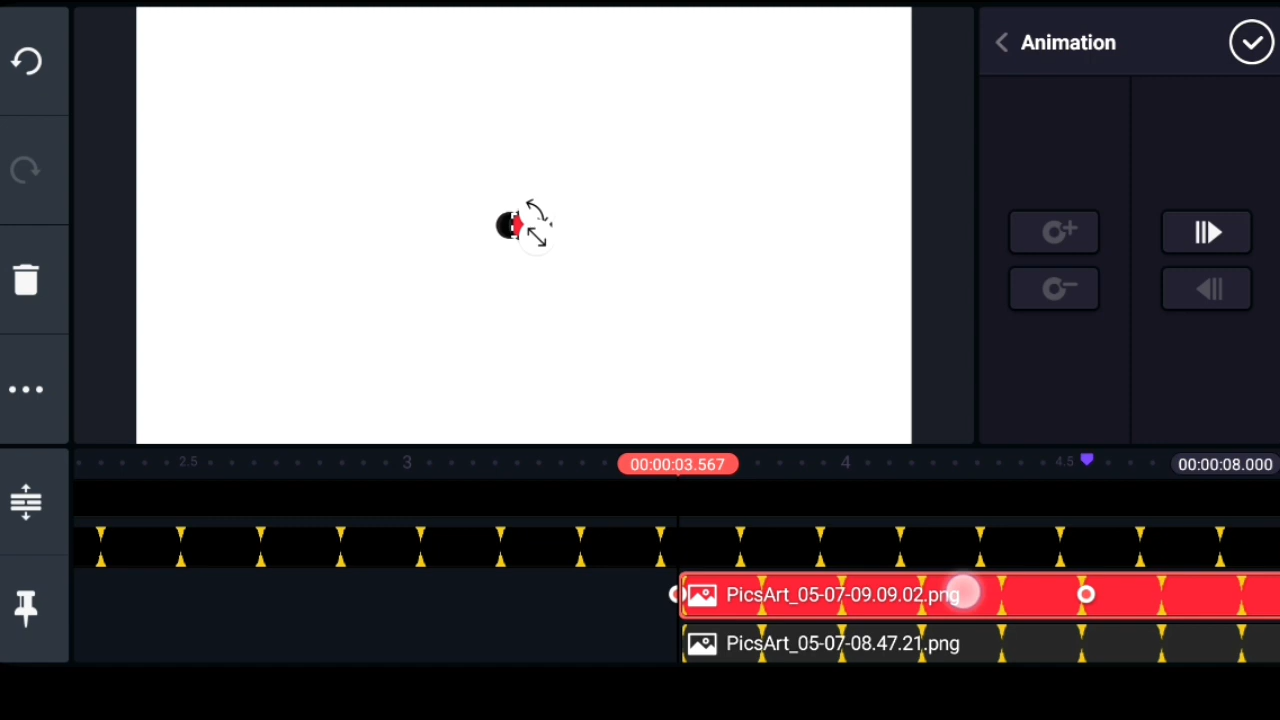 Animation
2.5
3
00:00:03.567
4
4.5
00:00:08.000
PicsArt_05-07-09.09.02.png
PicsArt_05-07-08.47.21.png